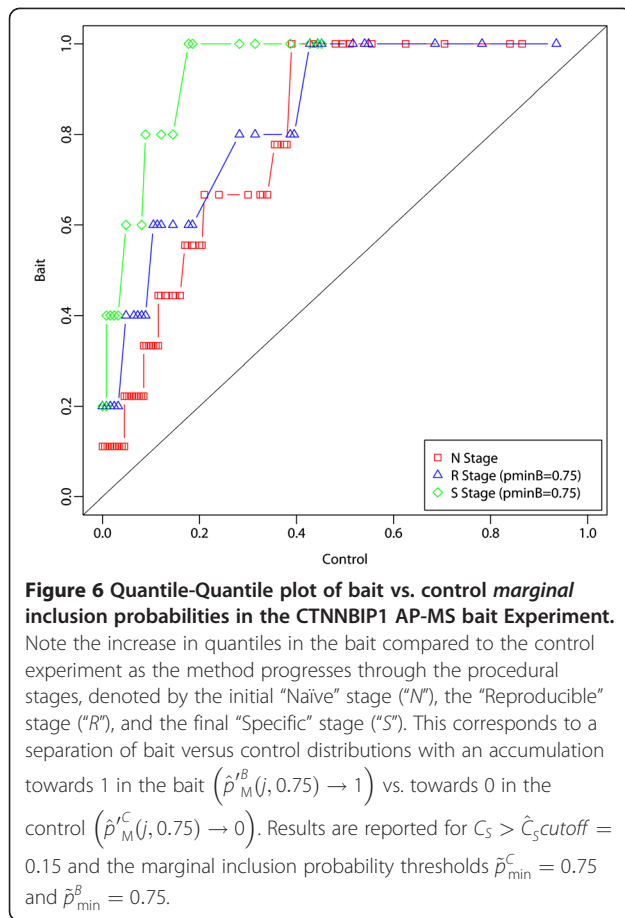 1.0
0.8
0.6
0.4
0.2
0.0
Bait
0.0 0.2 0.4 0.6 0.8 1.0
Control
N Stage
R Stage (pminB=0.75)
S Stage (pminB=0.75)
Figure 6 Quantile-Quantile plot of bait vs. control marginal
inclusion probabilities in the CTNNBIP1 AP-MS bait Experiment.
Note the increase in quantiles in the bait compared to the control
experiment as the method progresses through the procedural
stages, denoted by the initial “Naïve” stage (“N”), the “Reproducible”
stage (“R”), and the final “Specific” stage (“S”). This corresponds to a
separation of bait versus control distributions with an accumulation
towards 1 in the bait (p̂′ᴮ_M(j, 0.75) → 1) vs. towards 0 in the
control (p̂′ᶜ_M(j, 0.75) → 0). Results are reported for C_S > Ĉ_Scutoff =
0.15 and the marginal inclusion probability thresholds p̃ᶜ_min = 0.75
and p̃ᴮ_min = 0.75.